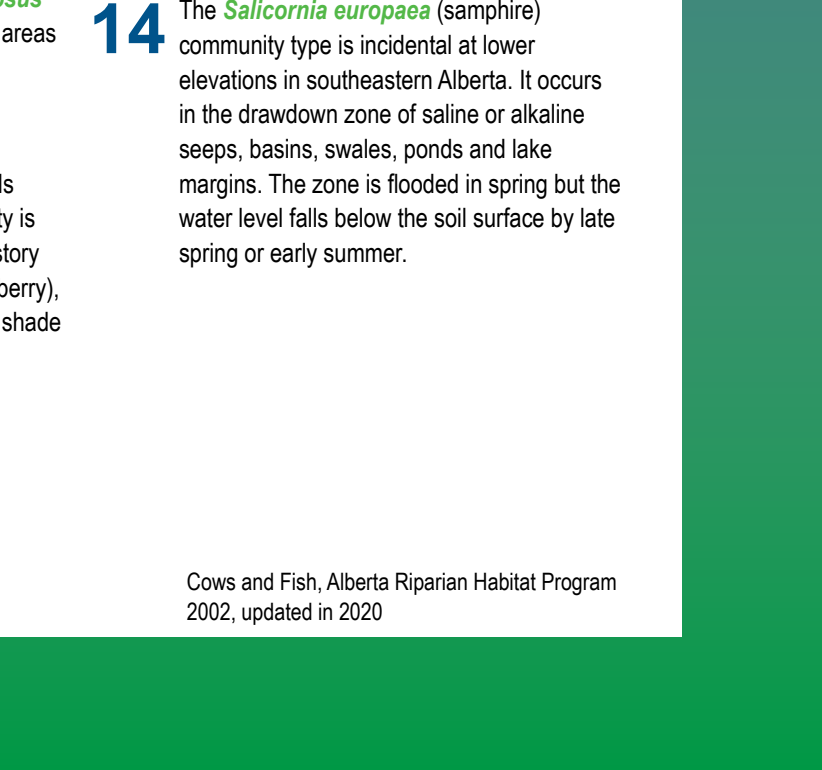 areas
ls
ty is
story
berry),
shade
14
The Salicornia europaea (samphire)
community type is incidental at lower
elevations in southeastern Alberta. It occurs
in the drawdown zone of saline or alkaline
seeps, basins, swales, ponds and lake
margins. The zone is flooded in spring but the
water level falls below the soil surface by late
spring or early summer.
Cows and Fish, Alberta Riparian Habitat Program
2002, updated in 2020